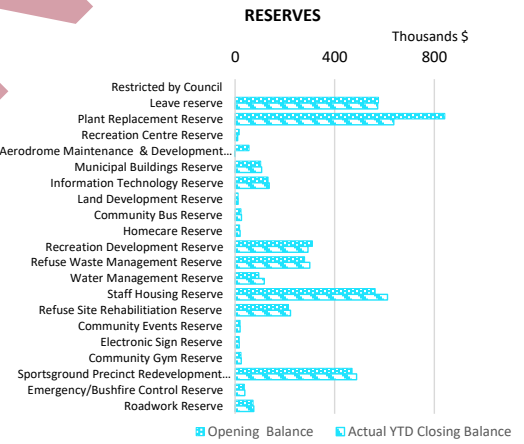 RESERVES
Thousands $
0 400 800
Restricted by Council
Leave reserve
Plant Replacement Reserve
Recreation Centre Reserve
Aerodrome Maintenance & Development...
Municipal Buildings Reserve
Information Technology Reserve
Land Development Reserve
Community Bus Reserve
Homecare Reserve
Recreation Development Reserve
Refuse Waste Management Reserve
Water Management Reserve
Staff Housing Reserve
Refuse Site Rehabilitiation Reserve
Community Events Reserve
Electronic Sign Reserve
Community Gym Reserve
Sportsground Precinct Redevelopment...
Emergency/Bushfire Control Reserve
Roadwork Reserve
Opening Balance Actual YTD Closing Balance